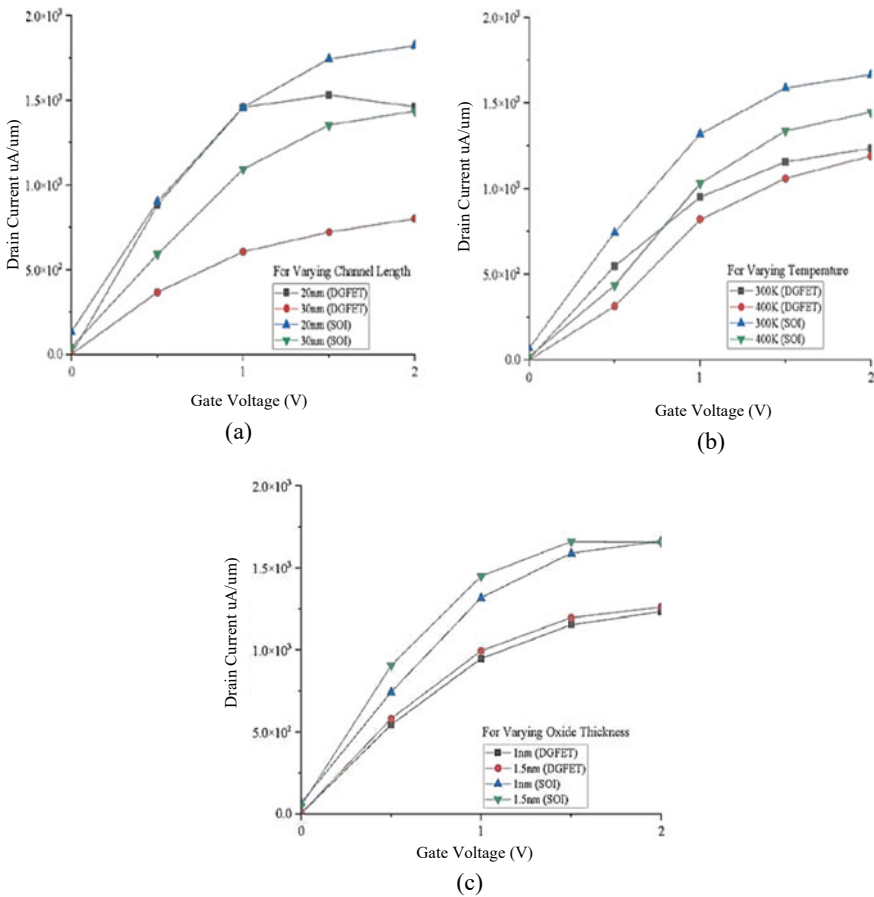 2.0×10³
1.5×10³
1.0×10³
5.0×10²
0.0
Drain Current uA/um)
For Varying Channel Length
20nm (DGFET)
30nm (DGFET)
20nm (SOI)
30nm (SOI)
0
1
2
Gate Voltage (V)
(a)
2.0×10³
1.5×10³
1.0×10³
5.0×10²
0.0
Drain Current uA/um)
For Varying Temperature
300K (DGFET)
400K (DGFET)
300K (SOI)
400K (SOI)
0
1
2
Gate Voltage (V)
(b)
2.0×10³
1.5×10³
1.0×10³
5.0×10²
0.0
Drain Current uA/um)
For Varying Oxide Thickness
1nm (DGFET)
1.5nm (DGFET)
1nm (SOI)
1.5nm (SOI)
0
1
2
Gate Voltage (V)
(c)